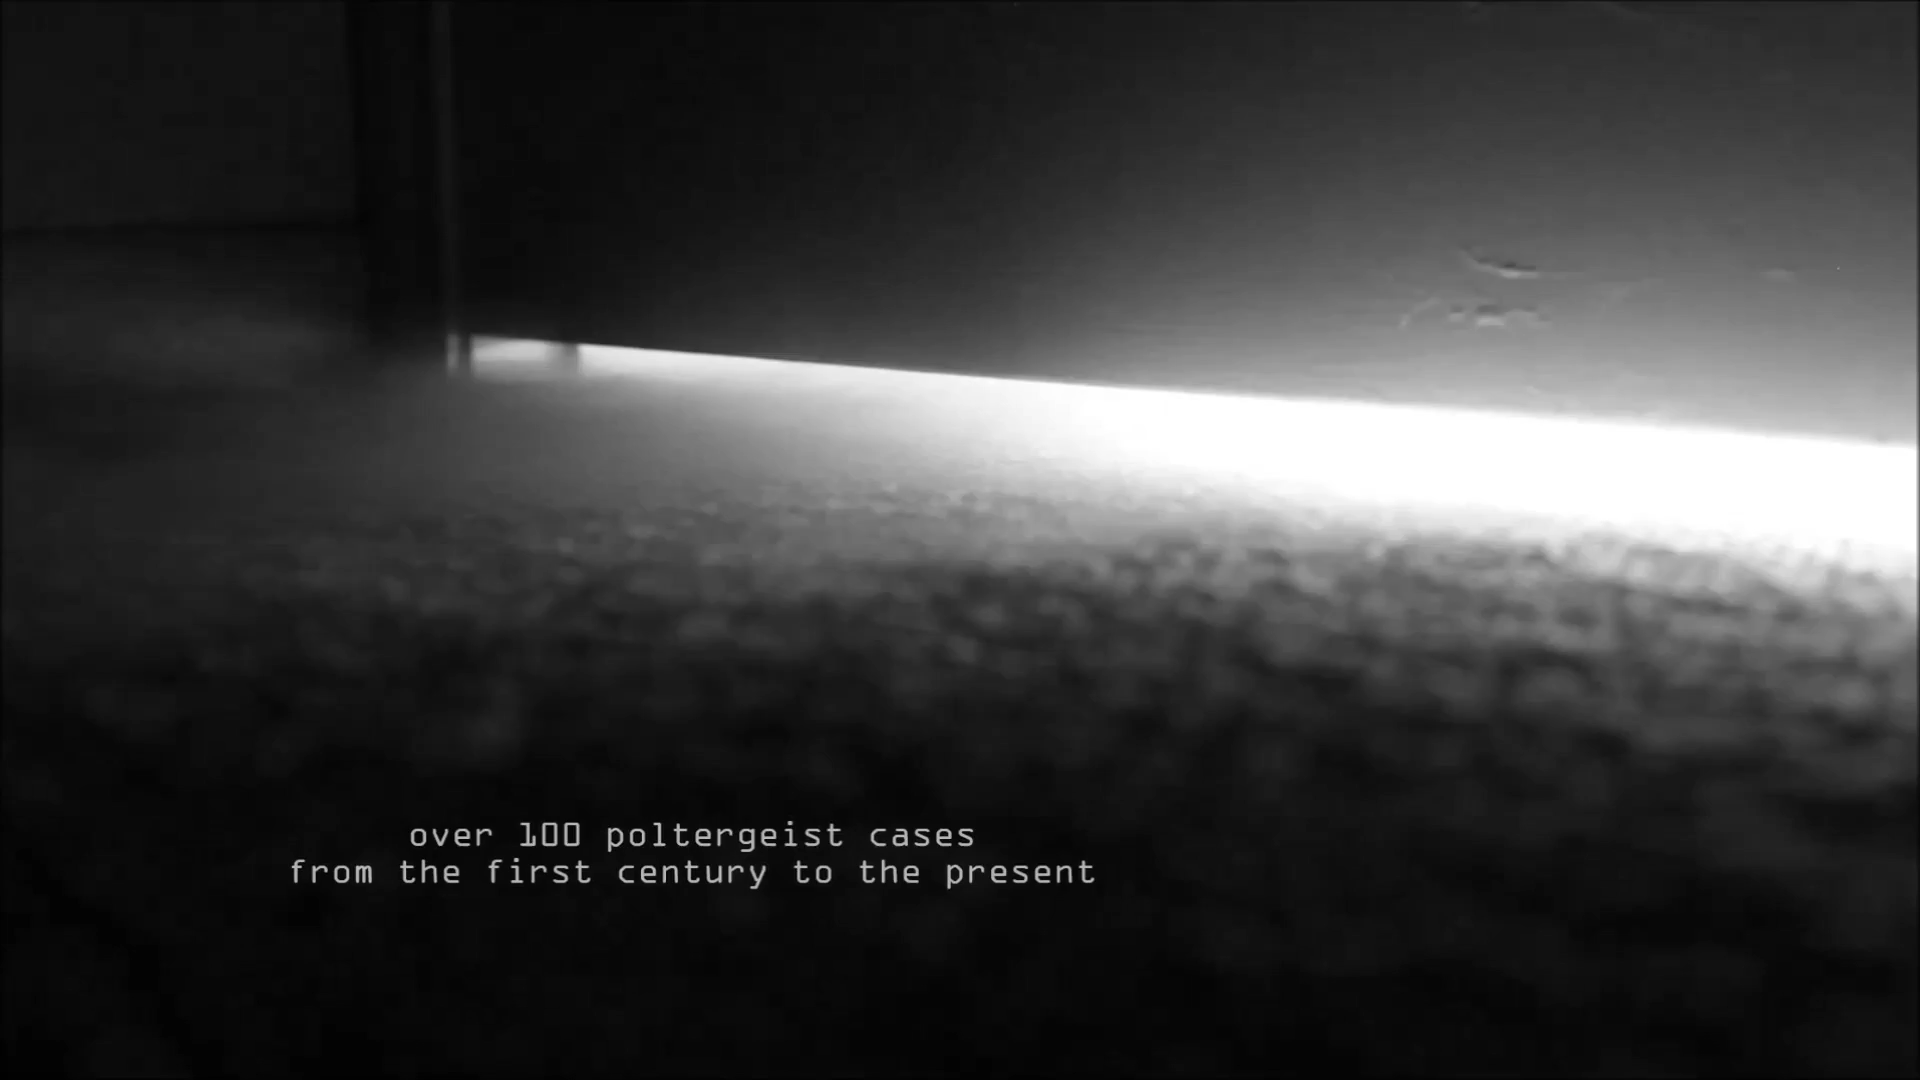 over 100 poltergeist cases
from the first century to the present